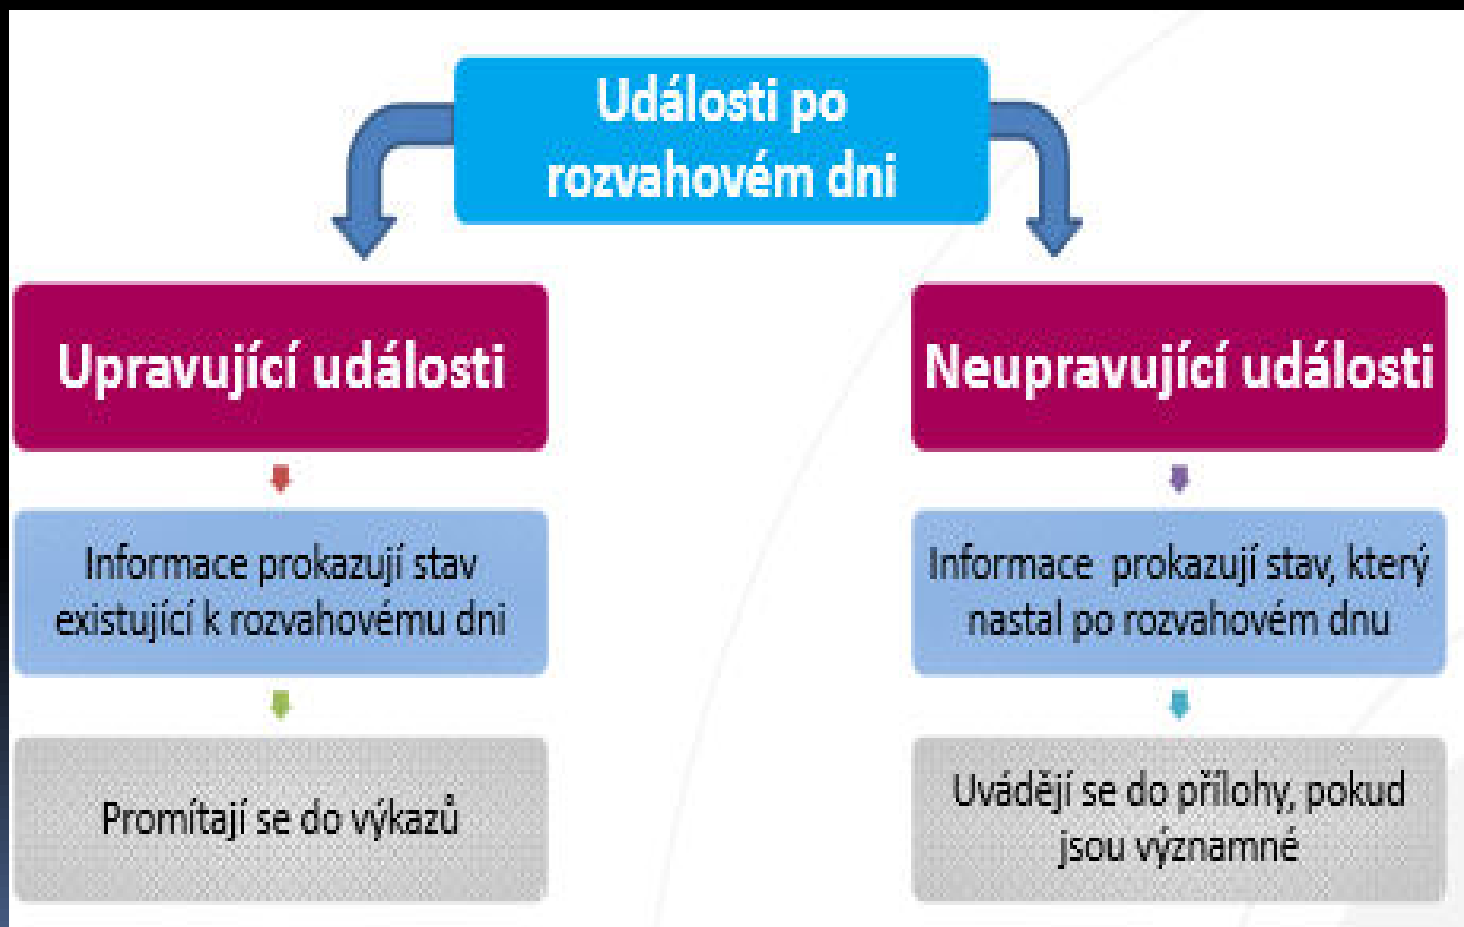 Události po
rozvahovém dni
Upravující události
Neupravující události
Informace prokazují stav
existující k rozvahovému dni
Informace prokazují stav, který
nastal po rozvahovém dnu
Promítají se do výkazů
Uvádějí se do přílohy, pokud
jsou významné